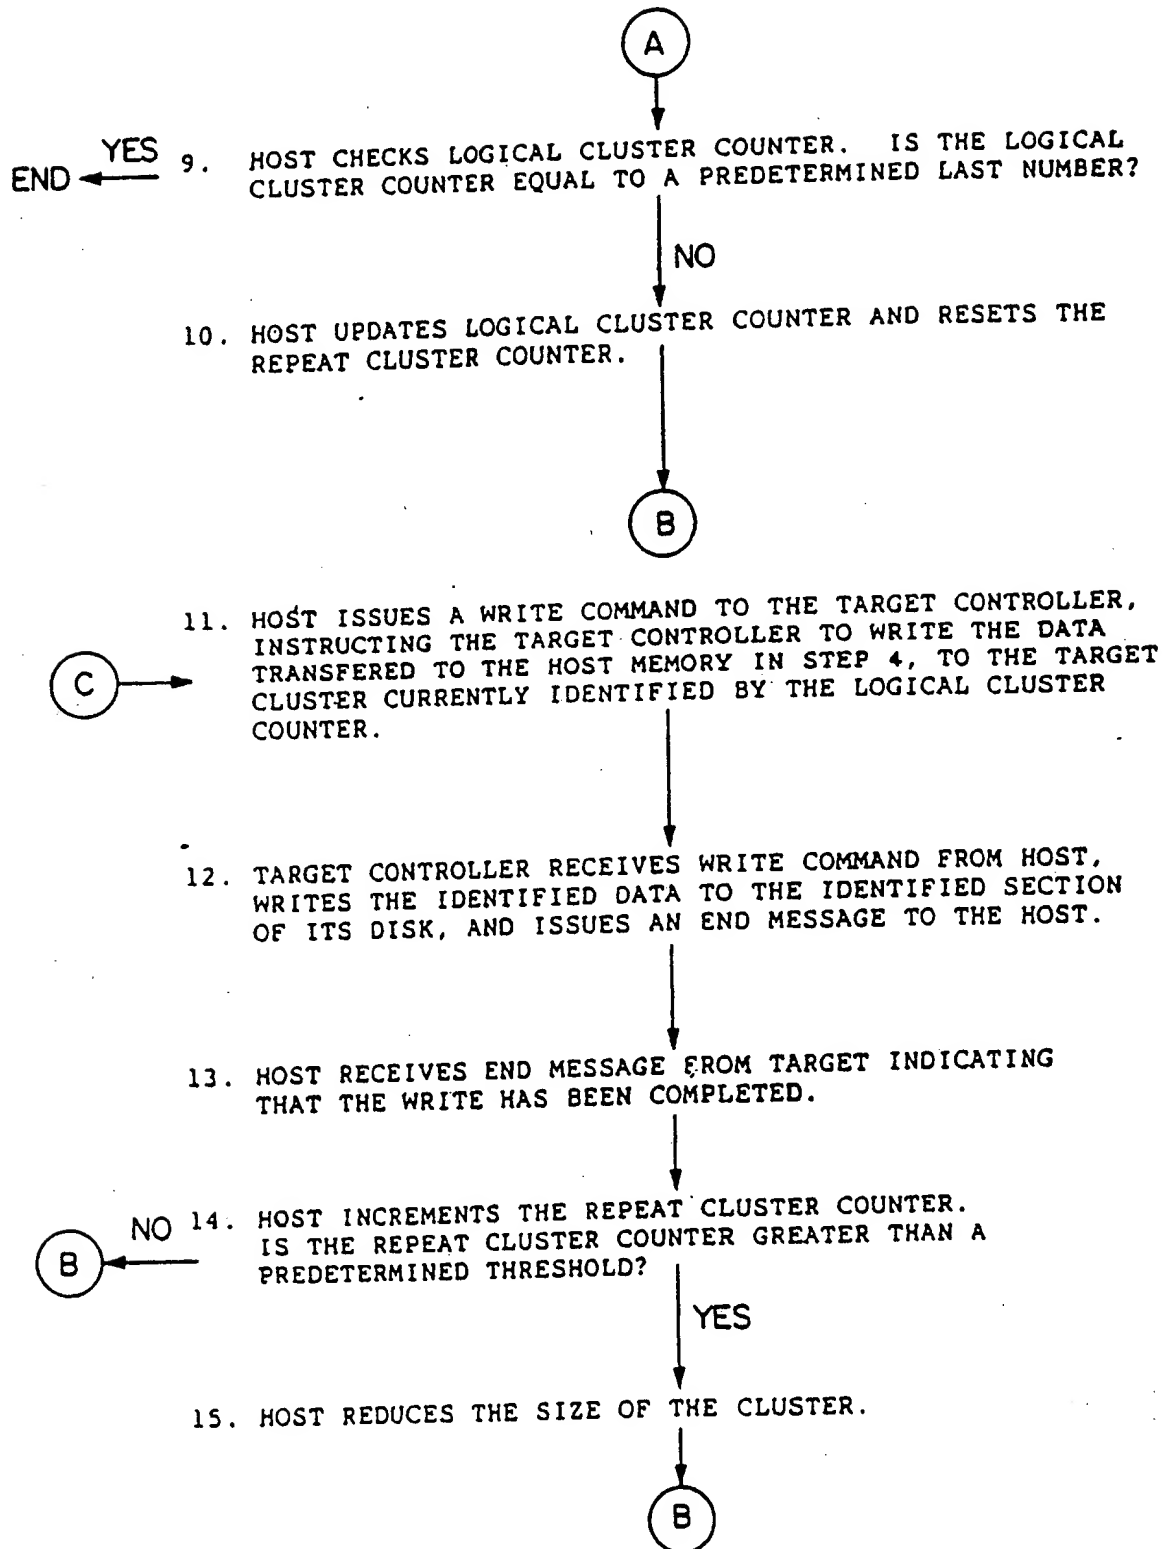 A
YES
END
9. HOST CHECKS LOGICAL CLUSTER COUNTER. IS THE LOGICAL
CLUSTER COUNTER EQUAL TO A PREDETERMINED LAST NUMBER?
NO
10. HOST UPDATES LOGICAL CLUSTER COUNTER AND RESETS THE
REPEAT CLUSTER COUNTER.
B
C
11. HOST ISSUES A WRITE COMMAND TO THE TARGET CONTROLLER,
INSTRUCTING THE TARGET CONTROLLER TO WRITE THE DATA
TRANSFERED TO THE HOST MEMORY IN STEP 4, TO THE TARGET
CLUSTER CURRENTLY IDENTIFIED BY THE LOGICAL CLUSTER
COUNTER.
12. TARGET CONTROLLER RECEIVES WRITE COMMAND FROM HOST,
WRITES THE IDENTIFIED DATA TO THE IDENTIFIED SECTION
OF ITS DISK, AND ISSUES AN END MESSAGE TO THE HOST.
13. HOST RECEIVES END MESSAGE FROM TARGET INDICATING
THAT THE WRITE HAS BEEN COMPLETED.
B
NO
14. HOST INCREMENTS THE REPEAT CLUSTER COUNTER.
IS THE REPEAT CLUSTER COUNTER GREATER THAN A
PREDETERMINED THRESHOLD?
YES
15. HOST REDUCES THE SIZE OF THE CLUSTER.
B